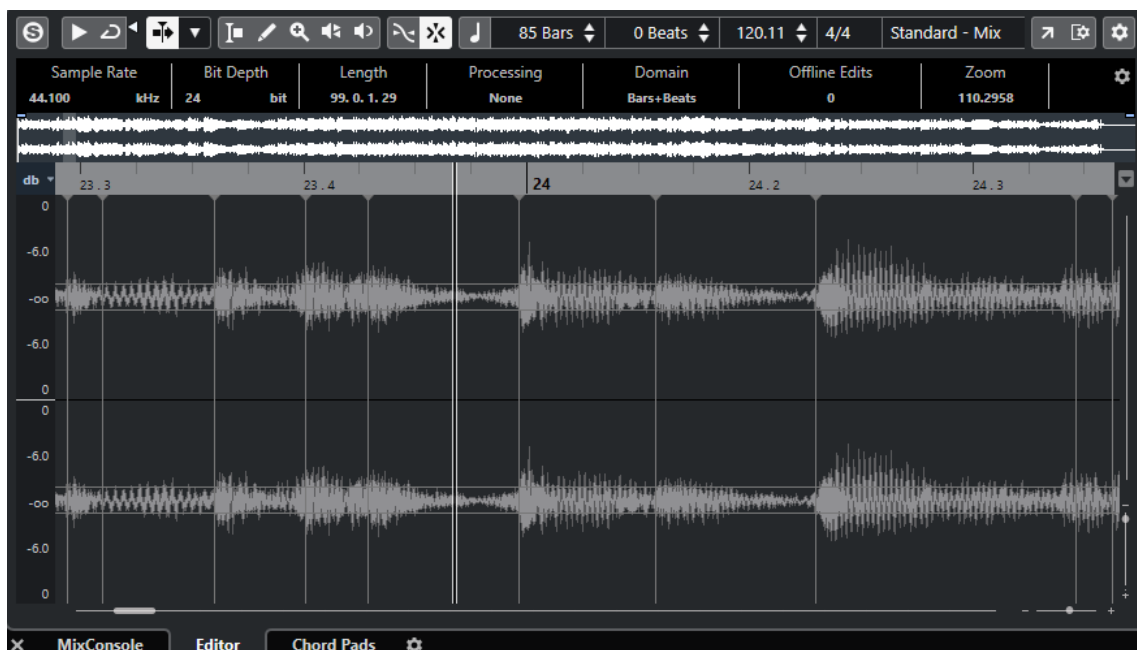 85 Bars 0 Beats 120.11 4/4 Standard - Mix
Sample Rate Bit Depth Length Processing Domain Offline Edits Zoom
44.100 kHz 24 bit 99. 0. 1. 29 None Bars+Beats 0 110.2958
db 23.3 23.4 24 24.2 24.3
0
-6.0
-oo
-6.0
0
0
-6.0
-oo
-6.0
0
MixConsole Editor Chord Pads